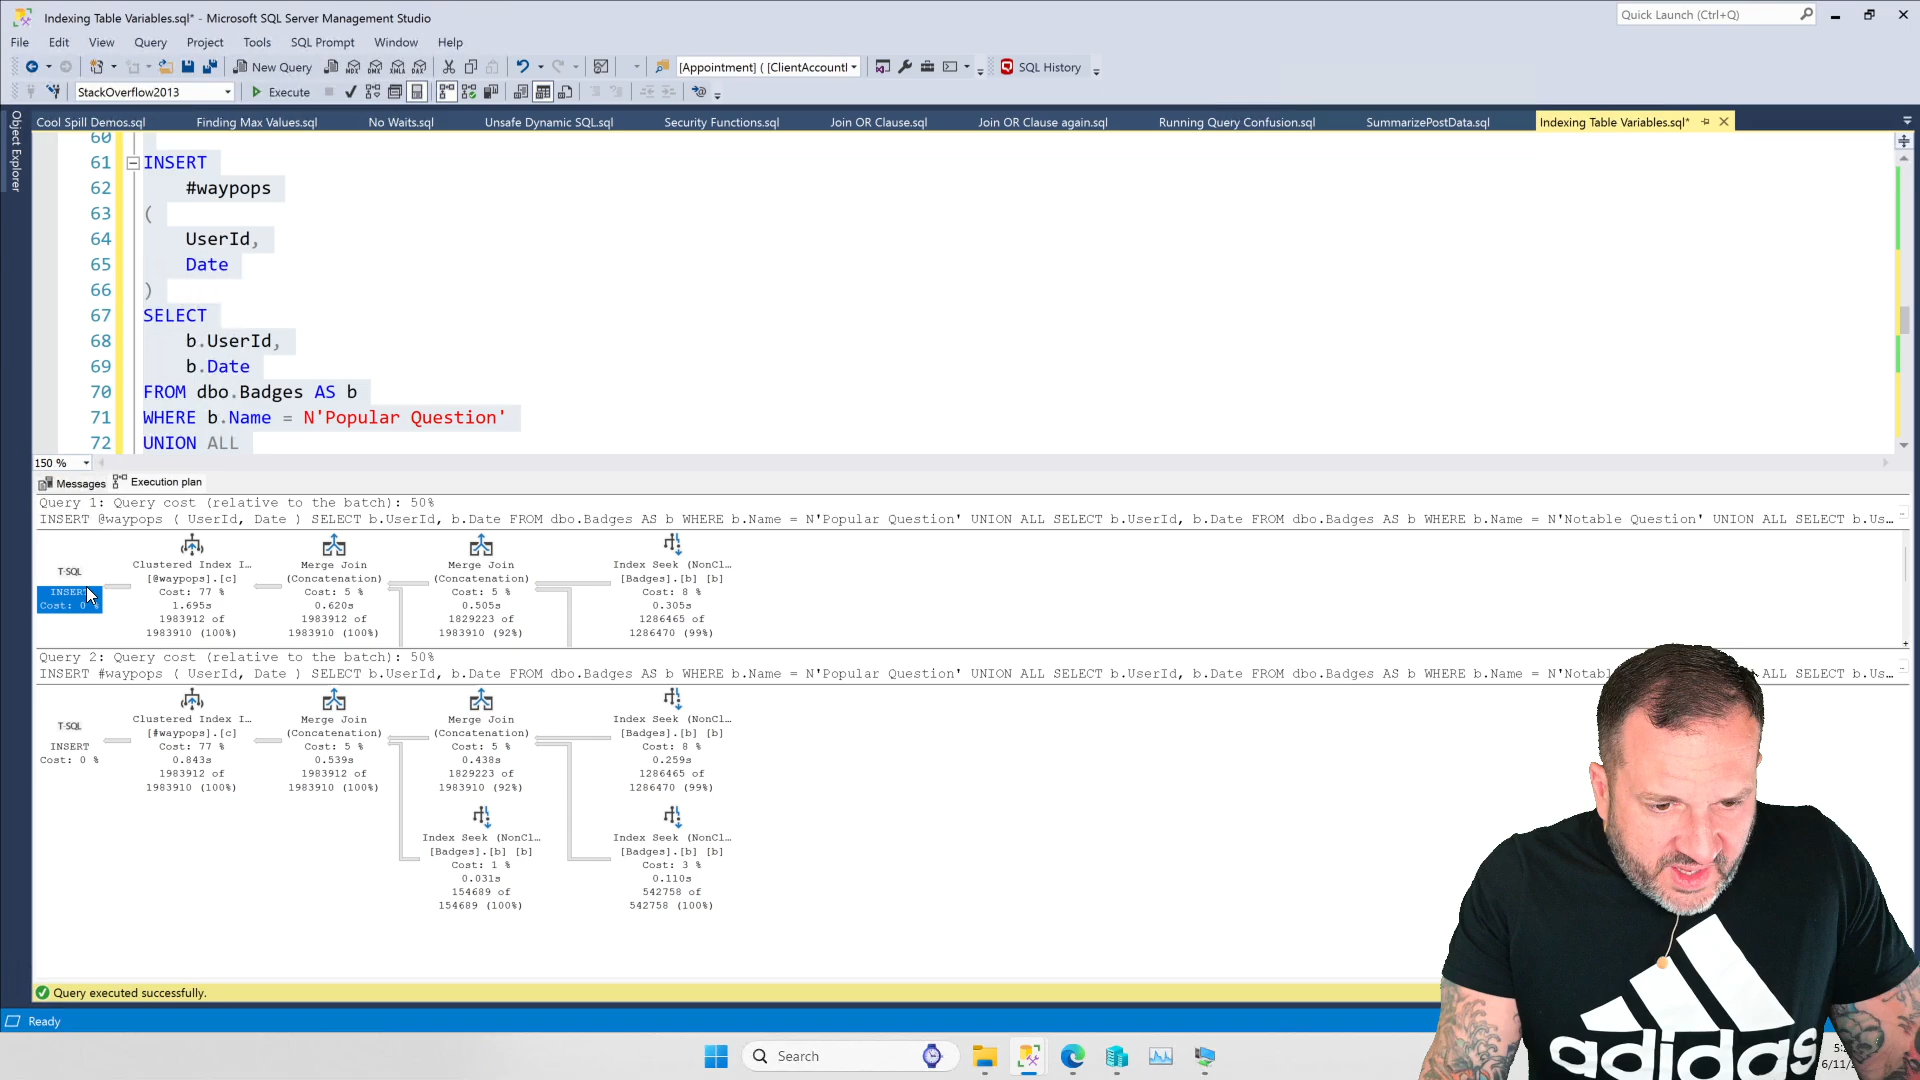 Indexing Table Variables.sql* - Microsoft SQL Server Management Studio
Quick Launch (Ctrl+Q)
File Edit View Query Project Tools SQL Prompt Window Help
New Query
MDX DMX XMLA DAX
[Appointment] ( [ClientAccountI
SQL History
StackOverflow2013
Execute
Cool Spill Demos.sql Finding Max Values.sql No Waits.sql Unsafe Dynamic SQL.sql Security Functions.sql Join OR Clause.sql Join OR Clause again.sql Running Query Confusion.sql SummarizePostData.sql Indexing Table Variables.sql*
Object Explorer
60
61 INSERT
62 #waypops
63 (
64 UserId,
65 Date
66 )
67 SELECT
68 b.UserId,
69 b.Date
70 FROM dbo.Badges AS b
71 WHERE b.Name = N'Popular Question'
72 UNION ALL
150 %
Messages Execution plan
Query 1: Query cost (relative to the batch): 50%
INSERT @waypops ( UserId, Date ) SELECT b.UserId, b.Date FROM dbo.Badges AS b WHERE b.Name = N'Popular Question' UNION ALL SELECT b.UserId, b.Date FROM dbo.Badges AS b WHERE b.Name = N'Notable Question' UNION ALL SELECT b.Us...
T-SQL
INSERT
Cost: 0 %
Clustered Index I...
[@waypops].[c]
Cost: 77 %
1.695s
1983912 of
1983910 (100%)
Merge Join
(Concatenation)
Cost: 5 %
0.620s
1983912 of
1983910 (100%)
Merge Join
(Concatenation)
Cost: 5 %
0.505s
1829223 of
1983910 (92%)
Index Seek (NonCl...
[Badges].[b] [b]
Cost: 8 %
0.305s
1286465 of
1286470 (99%)
Query 2: Query cost (relative to the batch): 50%
INSERT #waypops ( UserId, Date ) SELECT b.UserId, b.Date FROM dbo.Badges AS b WHERE b.Name = N'Popular Question' UNION ALL SELECT b.UserId, b.Date FROM dbo.Badges AS b WHERE b.Name = ALL SELECT b.Us...
T-SQL
INSERT
Cost: 0 %
Clustered Index I...
[#waypops].[c]
Cost: 77 %
0.843s
1983912 of
1983910 (100%)
Merge Join
(Concatenation)
Cost: 5 %
0.539s
1983912 of
1983910 (100%)
Merge Join
(Concatenation)
Cost: 5 %
0.438s
1829223 of
1983910 (92%)
Index Seek (NonCl...
[Badges].[b] [b]
Cost: 8 %
0.259s
1286465 of
1286470 (99%)
Index Seek (NonCl...
[Badges].[b] [b]
Cost: 1 %
0.031s
154689 of
154689 (100%)
Index Seek (NonCl...
[Badges].[b] [b]
Cost: 3 %
0.110s
542758 of
542758 (100%)
Query executed successfully.
Ready
Search
6/11/
adidas